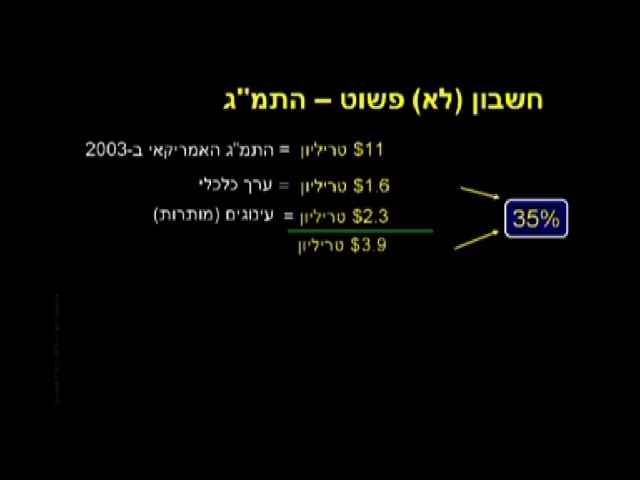 חשבון (לא) פשוט – התמ"ג
התמ"ג האמריקאי ב-2003 = $11 טריליון
ערך כלכלי = $1.6 טריליון
עינוגים (מותרות) = $2.3 טריליון
$3.9 טריליון
35%